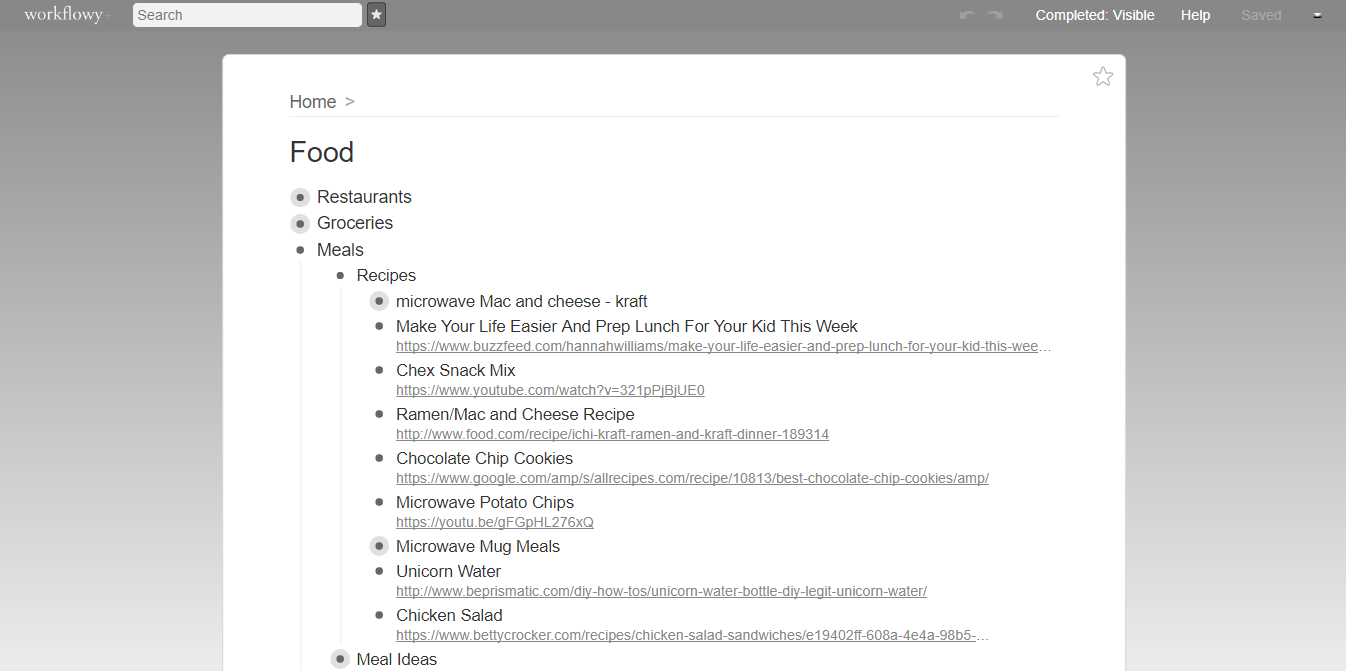 workflowy
Search
Completed: Visible
Help
Saved
Home >
Food
Restaurants
Groceries
Meals
Recipes
microwave Mac and cheese - kraft
Make Your Life Easier And Prep Lunch For Your Kid This Week
https://www.buzzfeed.com/hannahwilliams/make-your-life-easier-and-prep-lunch-for-your-kid-this-wee…
Chex Snack Mix
https://www.youtube.com/watch?v=321pPjBjUE0
Ramen/Mac and Cheese Recipe
http://www.food.com/recipe/ichi-kraft-ramen-and-kraft-dinner-189314
Chocolate Chip Cookies
https://www.google.com/amp/s/allrecipes.com/recipe/10813/best-chocolate-chip-cookies/amp/
Microwave Potato Chips
https://youtu.be/gFGpHL276xQ
Microwave Mug Meals
Unicorn Water
http://www.beprismatic.com/diy-how-tos/unicorn-water-bottle-diy-legit-unicorn-water/
Chicken Salad
https://www.bettycrocker.com/recipes/chicken-salad-sandwiches/e19402ff-608a-4e4a-98b5-…
Meal Ideas